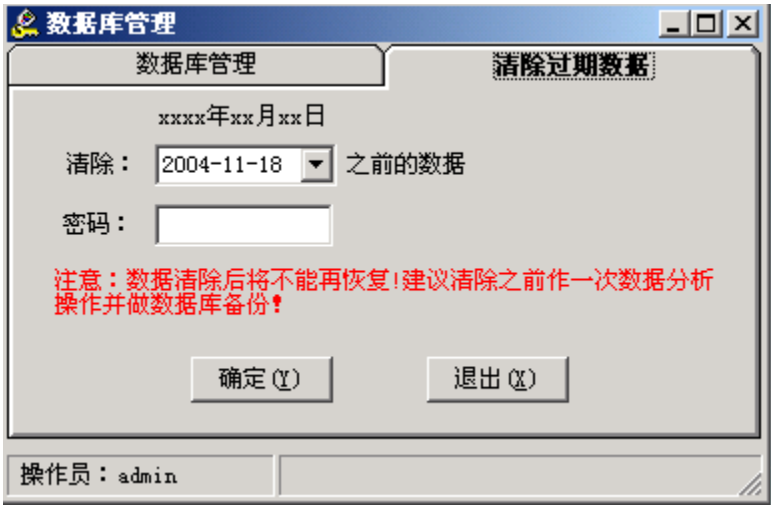 数据库管理
数据库管理 清除过期数据
xxxx年xx月xx日
清除： 2004-11-18 之前的数据
密码：
注意：数据清除后将不能再恢复!建议清除之前作一次数据分析
操作并做数据库备份!
确定(Y) 退出(X)
操作员：admin